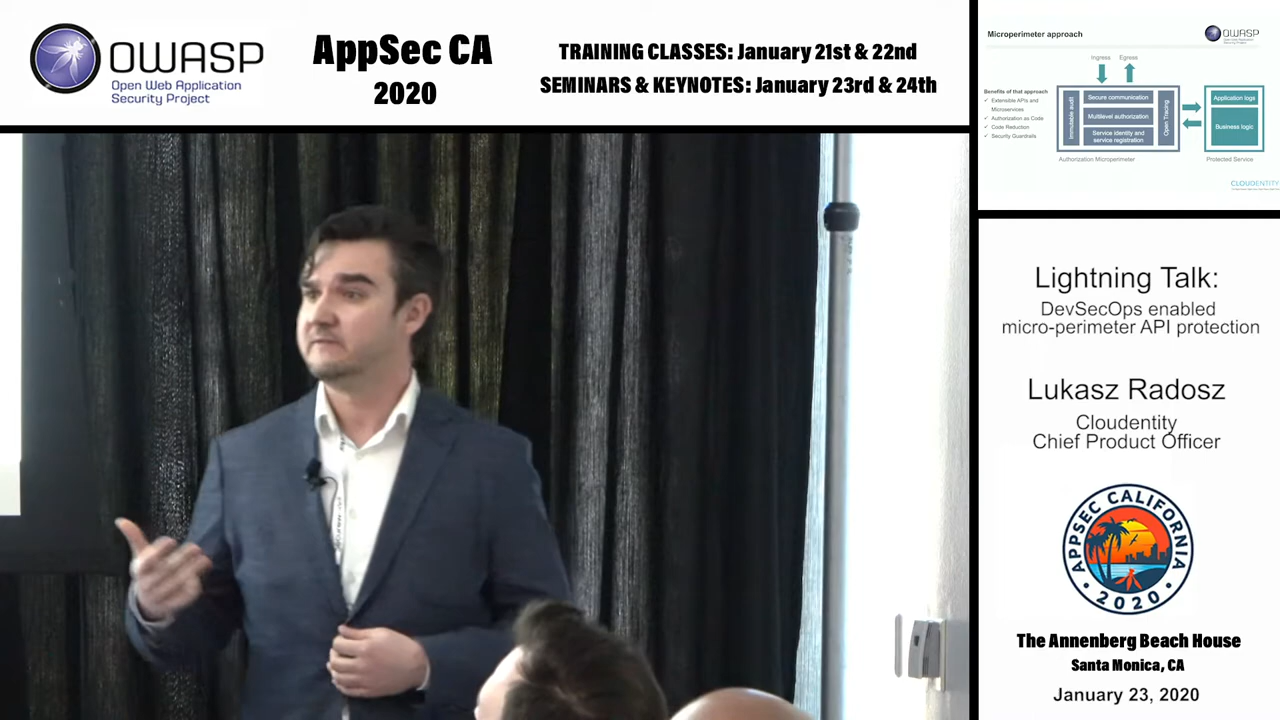 OWASP
Open Web Application
Security Project
AppSec CA
2020
TRAINING CLASSES: January 21st & 22nd
SEMINARS & KEYNOTES: January 23rd & 24th
Microperimeter approach
OWASP
Ingress
Egress
Benefits of that approach
✓ Extensible APIs and
Microservices
✓ Authorization as Code
✓ Code Reduction
✓ Security Guardrails
Immutable audit
Secure communication
Multilevel authorization
Service identity and
service registration
Open Tracing
Application logs
Business logic
Authorization Microperimeter
Protected Service
CLOUDENTITY
Lightning Talk:
DevSecOps enabled
micro-perimeter API protection
Lukasz Radosz
Cloudentity
Chief Product Officer
APPSEC CALIFORNIA
• 2020 •
The Annenberg Beach House
Santa Monica, CA
January 23, 2020